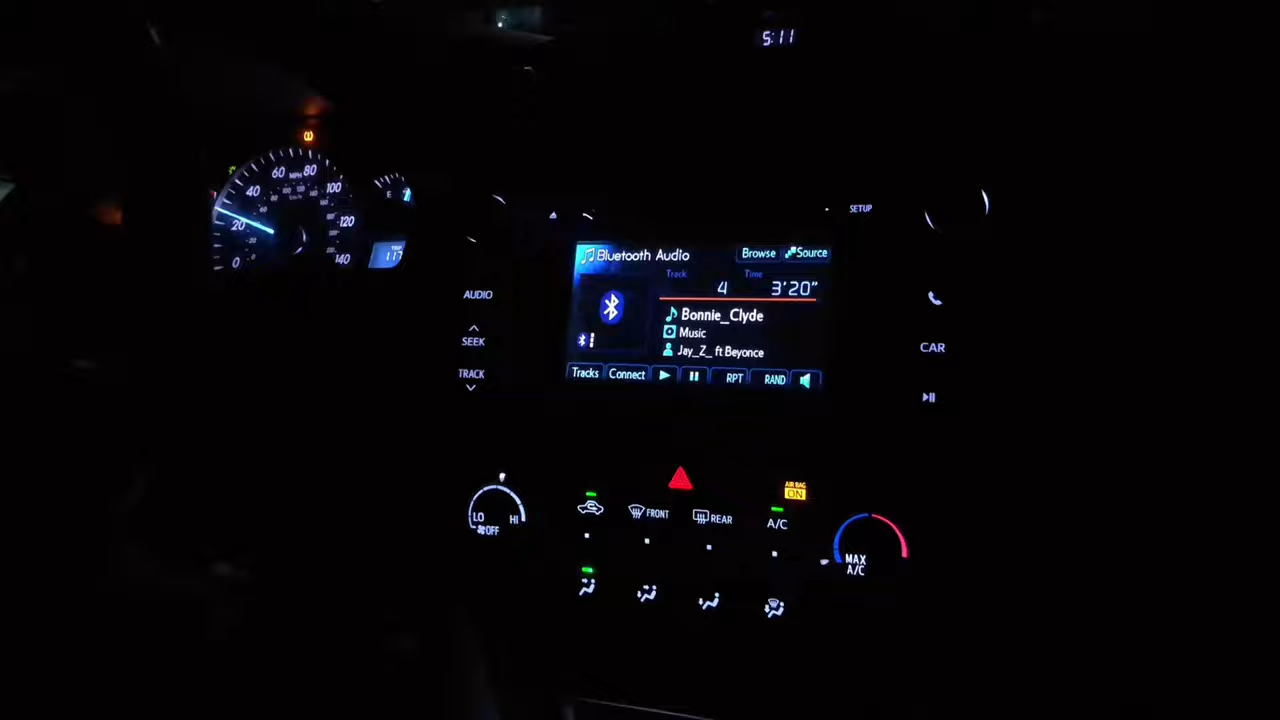 5:11
60 MPH 80
40 100
20 120
0 140
E
TRIP
117
SETUP
Bluetooth Audio Browse Source
Track Time
4 3'20"
Bonnie_Clyde
Music
Jay_Z_ ft Beyonce
Tracks Connect RPT RAND
AUDIO
SEEK
TRACK
CAR
AIR BAG
ON
LO HI
OFF
FRONT
REAR
A/C
MAX
A/C